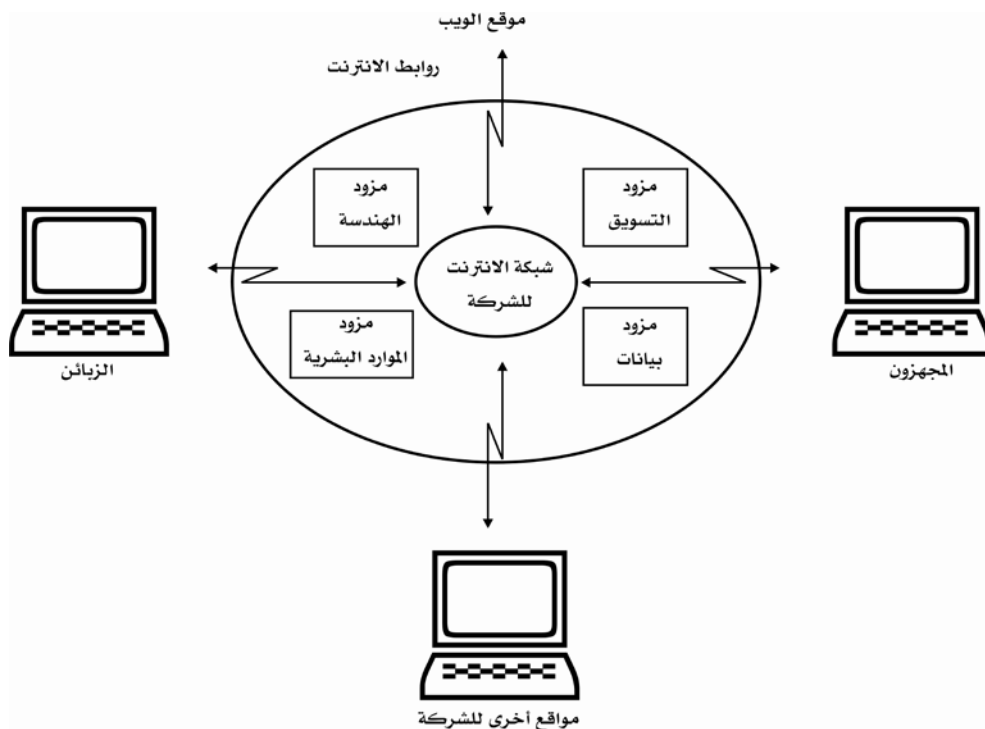 موقع الويب
روابط الانترنت
مزود
التسويق
مزود
الهندسة
شبكة الانترنت
للشركة
مزود
بيانات
مزود
الموارد البشرية
المجهزون
الزبائن
مواقع أخرى للشركة